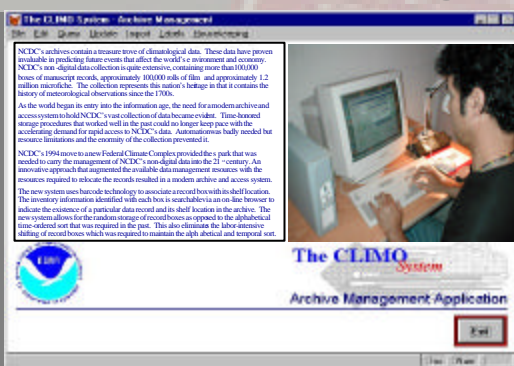 The CLIMO System - Archive Management
File Edit Query Update Import Labels Housekeeping
NCDC's archives contain a treasure trove of climatological data. These data have proven
invaluable in predicting future events that affect the world's environment and economy.
NCDC's non-digital data collection is quite extensive, containing more than 100,000
boxes of manuscript records, approximately 100,000 rolls of film and approximately 1.2
million microfiche. The collection represents this nation's heritage in that it contains the
history of meteorological observations since the 1700s.
As the world began its entry into the information age, the need for a modern archive and
access system to hold NCDC's vast collection of data became evident. Time-honored
storage procedures that worked well in the past could no longer keep pace with the
accelerating demand for rapid access to NCDC's data. Automation was badly needed but
resource limitations and the enormity of the collection prevented it.
NCDC's 1994 move to a new Federal Climate Complex provided the spark that was
needed to carry the management of NCDC's non-digital data into the 21st century. An
innovative approach that augmented the available data management resources with the
resources required to relocate the records resulted in a modern archive and access system.
The new system uses barcode technology to associate a record box with its shelf location.
The inventory information identified with each box is searchable via an on-line browser to
indicate the existence of a particular data record and its shelf location in the archive. The
new system allows for the random storage of record boxes as opposed to the alphabetical
time-ordered sort that was required in the past. This also eliminates the labor-intensive
shifting of record boxes which was required to maintain the alphabetical and temporal sort.
The CLIMO
System
Archive Management Application
Exit